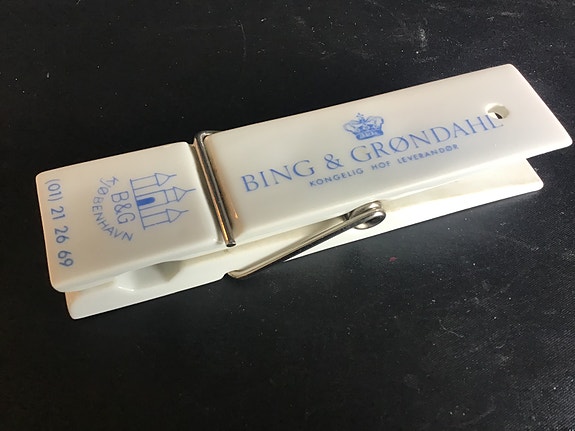 BING & GRØNDAHL
KONGELIG HOF LEVERANDØR
B&G
KØBENHAVN
(01) 21 26 69